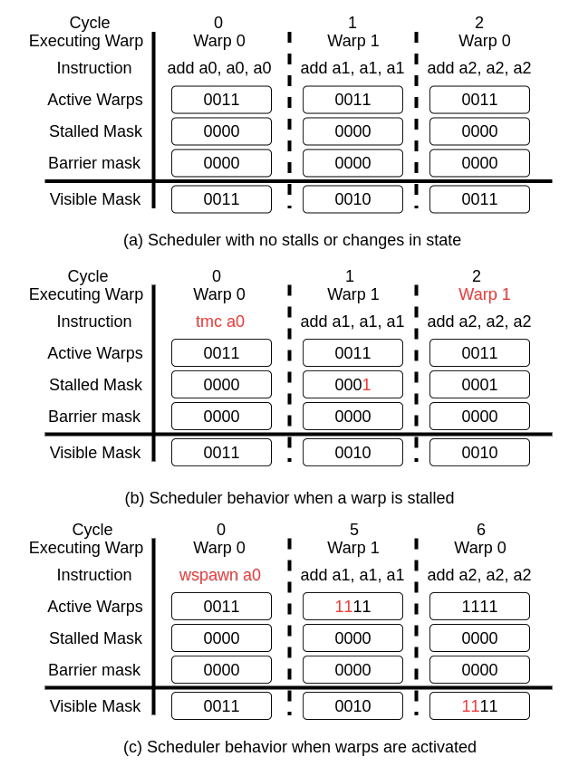 Cycle 0 1 2
Executing Warp Warp 0 Warp 1 Warp 0
Instruction add a0, a0, a0 add a1, a1, a1 add a2, a2, a2
Active Warps 0011 0011 0011
Stalled Mask 0000 0000 0000
Barrier mask 0000 0000 0000
Visible Mask 0011 0010 0011
(a) Scheduler with no stalls or changes in state
Cycle 0 1 2
Executing Warp Warp 0 Warp 1 Warp 1
Instruction tmc a0 add a1, a1, a1 add a2, a2, a2
Active Warps 0011 0011 0011
Stalled Mask 0000 0001 0001
Barrier mask 0000 0000 0000
Visible Mask 0011 0010 0010
(b) Scheduler behavior when a warp is stalled
Cycle 0 5 6
Executing Warp Warp 0 Warp 1 Warp 0
Instruction wspawn a0 add a1, a1, a1 add a2, a2, a2
Active Warps 0011 1111 1111
Stalled Mask 0000 0000 0000
Barrier mask 0000 0000 0000
Visible Mask 0011 0010 1111
(c) Scheduler behavior when warps are activated